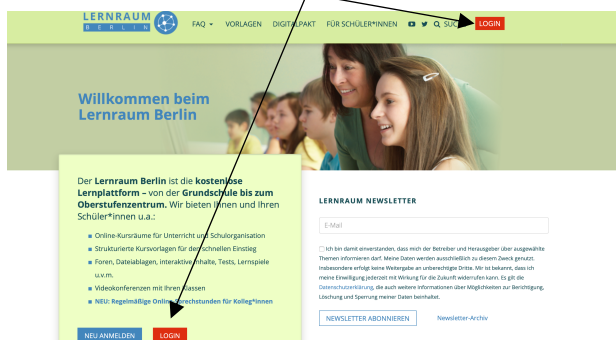 LERNRAUM
BERLIN
FAQ VORLAGEN DIGITALPAKT FÜR SCHÜLER*INNEN LOGIN
Willkommen beim
Lernraum Berlin
Der Lernraum Berlin ist die kostenlose
Lernplattform – von der Grundschule bis zum
Oberstufenzentrum. Wir bieten Ihnen und Ihren
Schüler*innen u.a.:
Online-Kursräume für Unterricht und Schulorganisation
Strukturierte Kursvorlagen für den schnellen Einstieg
Foren, Dateiablagen, interaktive Inhalte, Tests, Lernspiele
u.v.m.
Videokonferenzen mit Ihren Klassen
NEU: Regelmäßige Online-Sprechstunden für Kolleg*innen
NEU ANMELDEN LOGIN
LERNRAUM NEWSLETTER
E-Mail
Ich bin damit einverstanden, dass mich der Betreiber und Herausgeber über ausgewählte
Themen informieren darf. Meine Daten werden ausschließlich zu diesem Zweck genutzt.
Insbesondere erfolgt keine Weitergabe an unberechtigte Dritte. Mir ist bekannt, dass ich
meine Einwilligung jederzeit mit Wirkung für die Zukunft widerrufen kann. Es gilt die
Datenschutzerklärung, die auch weitere Informationen über Möglichkeiten zur Berichtigung,
Löschung und Sperrung meiner Daten beinhaltet.
NEWSLETTER ABONNIEREN Newsletter-Archiv